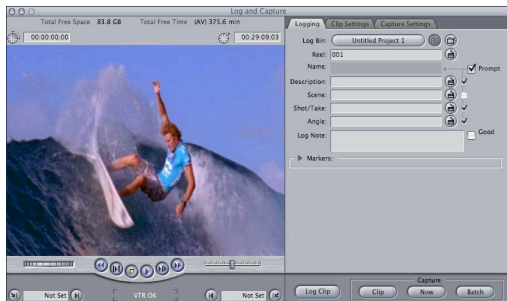 Log and Capture
Total Free Space 83.8 GB Total Free Time (AV) 375.6 min
00:00:00:00 00:29:09:03
Not Set VTR OK Not Set
Logging Clip Settings Capture Settings
Log Bin: Untitled Project 1
Reel: 001
Name: Prompt
Description:
Scene:
Shot/Take:
Angle:
Log Note: Good
Markers:
Capture
Log Clip Clip Now Batch